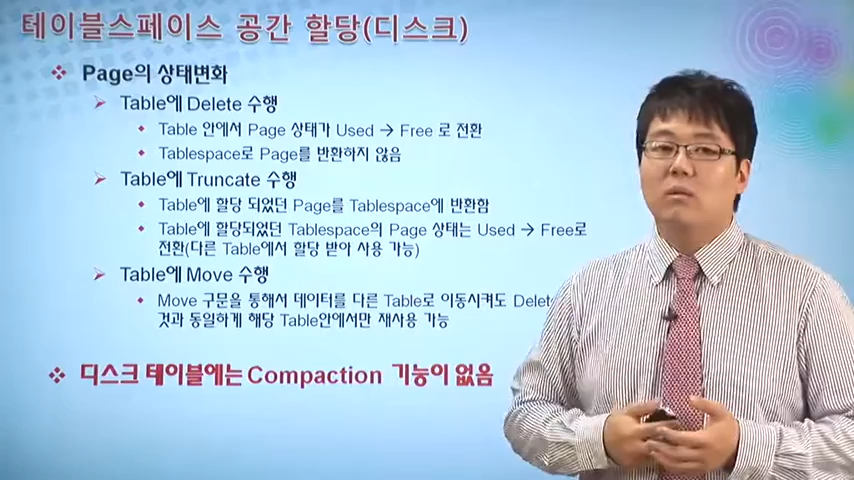 테이블스페이스 공간 할당(디스크)
❖ Page의 상태변화
➢ Table에 Delete 수행
• Table 안에서 Page 상태가 Used → Free 로 전환
• Tablespace로 Page를 반환하지 않음
➢ Table에 Truncate 수행
• Table에 할당 되었던 Page를 Tablespace에 반환함
• Table에 할당되었던 Tablespace의 Page 상태는 Used → Free로
전환(다른 Table에서 할당 받아 사용 가능)
➢ Table에 Move 수행
• Move 구문을 통해서 데이터를 다른 Table로 이동시켜도 Delet
것과 동일하게 해당 Table안에서만 재사용 가능
❖ 디스크 테이블에는 Compaction 기능이 없음